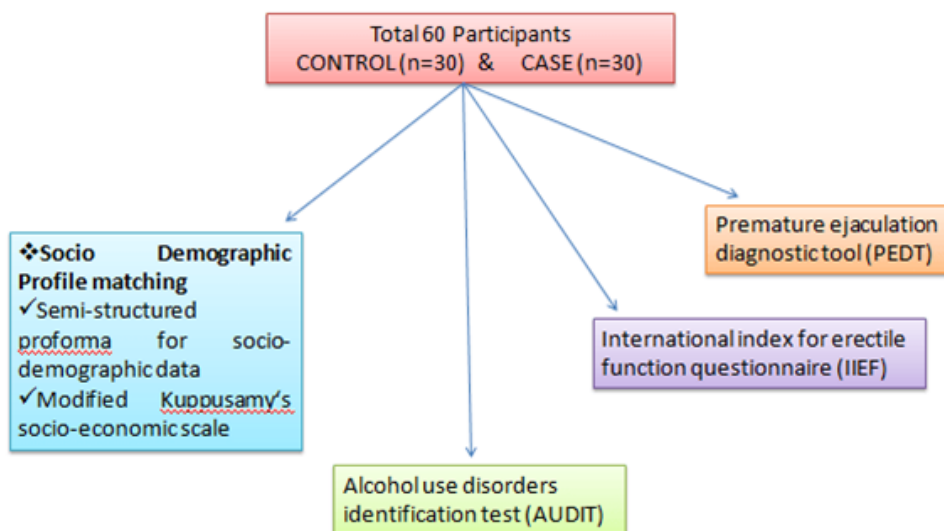 Total 60 Participants
CONTROL (n=30) & CASE (n=30)
❖Socio Demographic
Profile matching
✓Semi-structured
proforma for socio-
demographic data
✓Modified Kuppusamy's
socio-economic scale
Premature ejaculation
diagnostic tool (PEDT)
International index for erectile
function questionnaire (IIEF)
Alcohol use disorders
identification test (AUDIT)